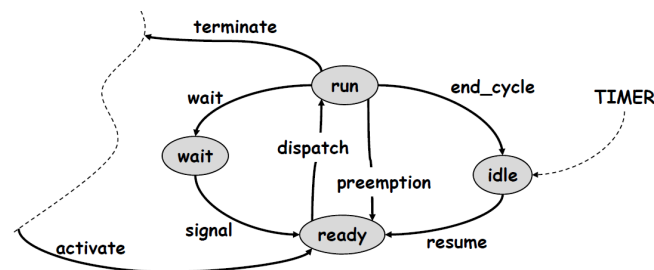 terminate
run
wait
end_cycle
TIMER
wait
dispatch
idle
preemption
signal
ready
resume
activate